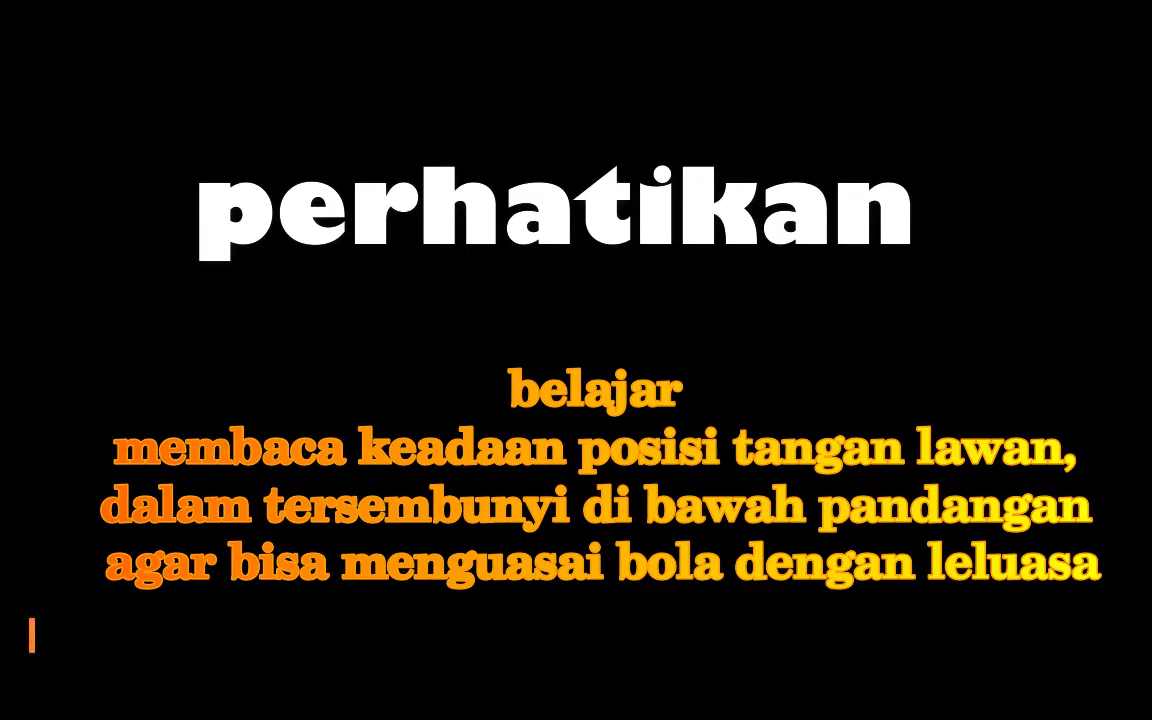 perhatikan
belajar
membaca keadaan posisi tangan lawan,
dalam tersembunyi di bawah pandangan
agar bisa menguasai bola dengan leluasa